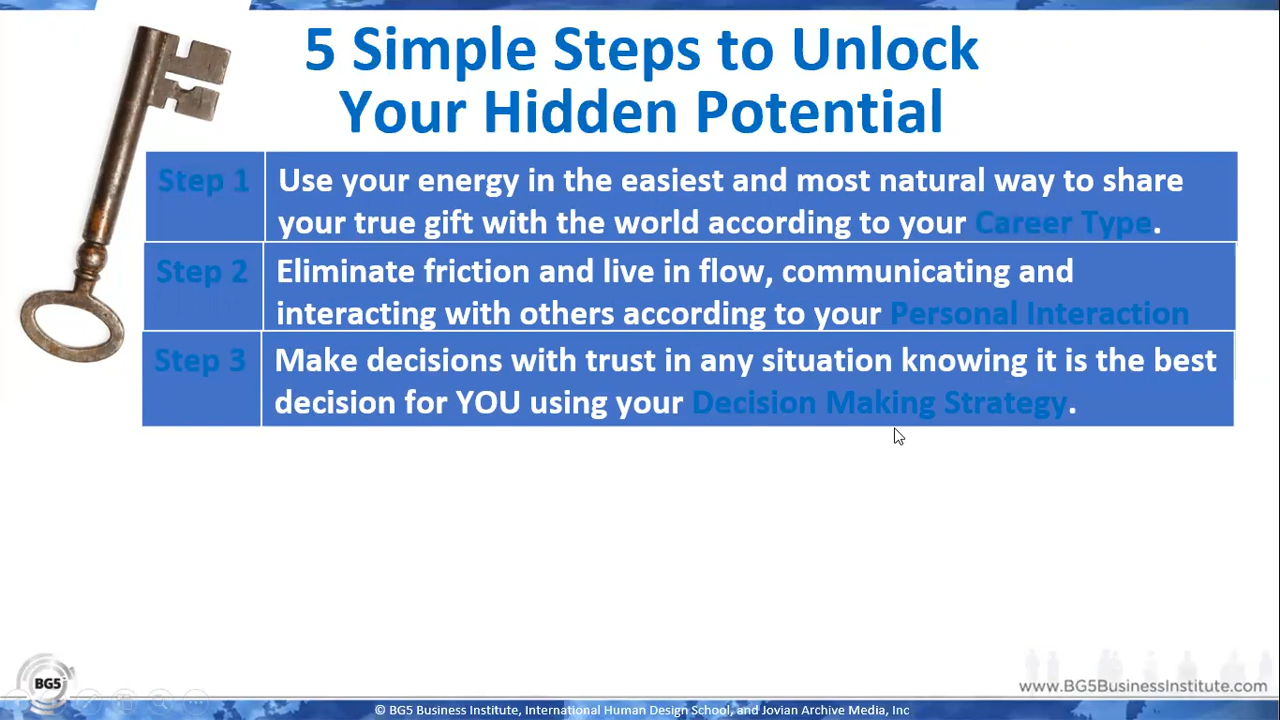 5 Simple Steps to Unlock
Your Hidden Potential
Step 1
Use your energy in the easiest and most natural way to share
your true gift with the world according to your Career Type.
Step 2
Eliminate friction and live in flow, communicating and
interacting with others according to your Personal Interaction
Step 3
Make decisions with trust in any situation knowing it is the best
decision for YOU using your Decision Making Strategy.
BG5
www.BG5BusinessInstitute.com
© BG5 Business Institute, International Human Design School, and Jovian Archive Media, Inc